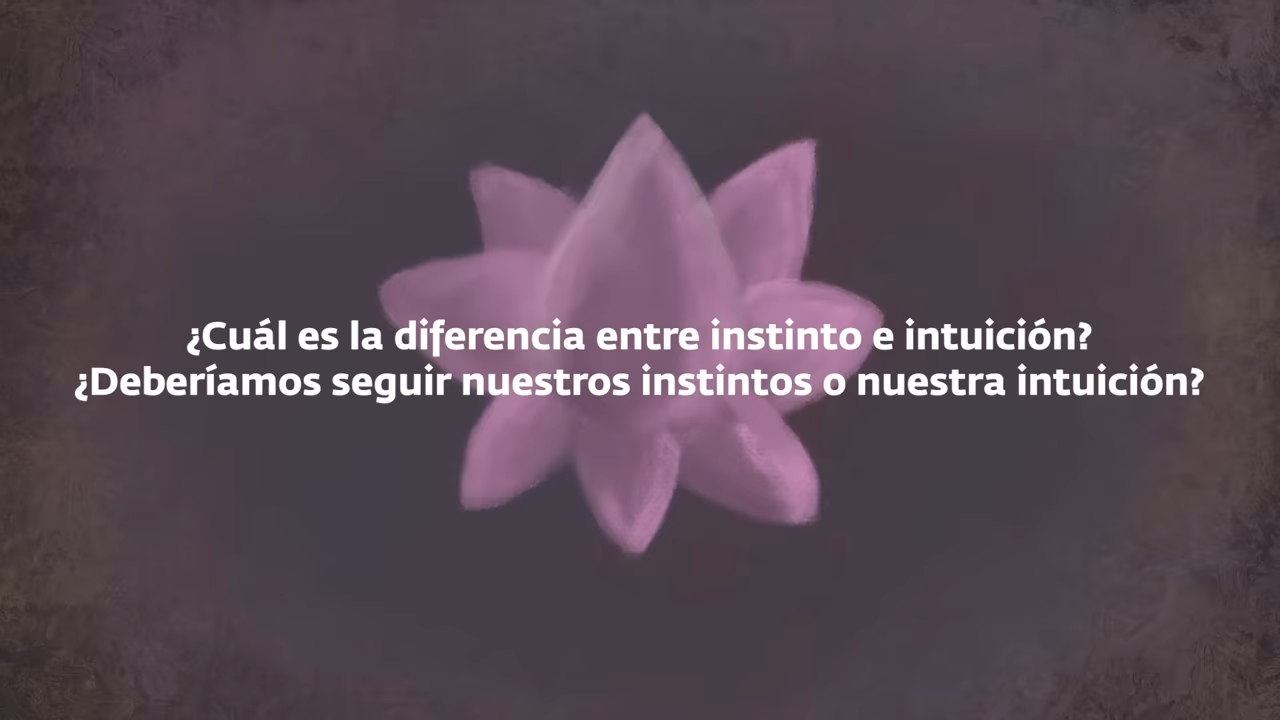 ¿Cuál es la diferencia entre instinto e intuición?
¿Deberíamos seguir nuestros instintos o nuestra intuición?